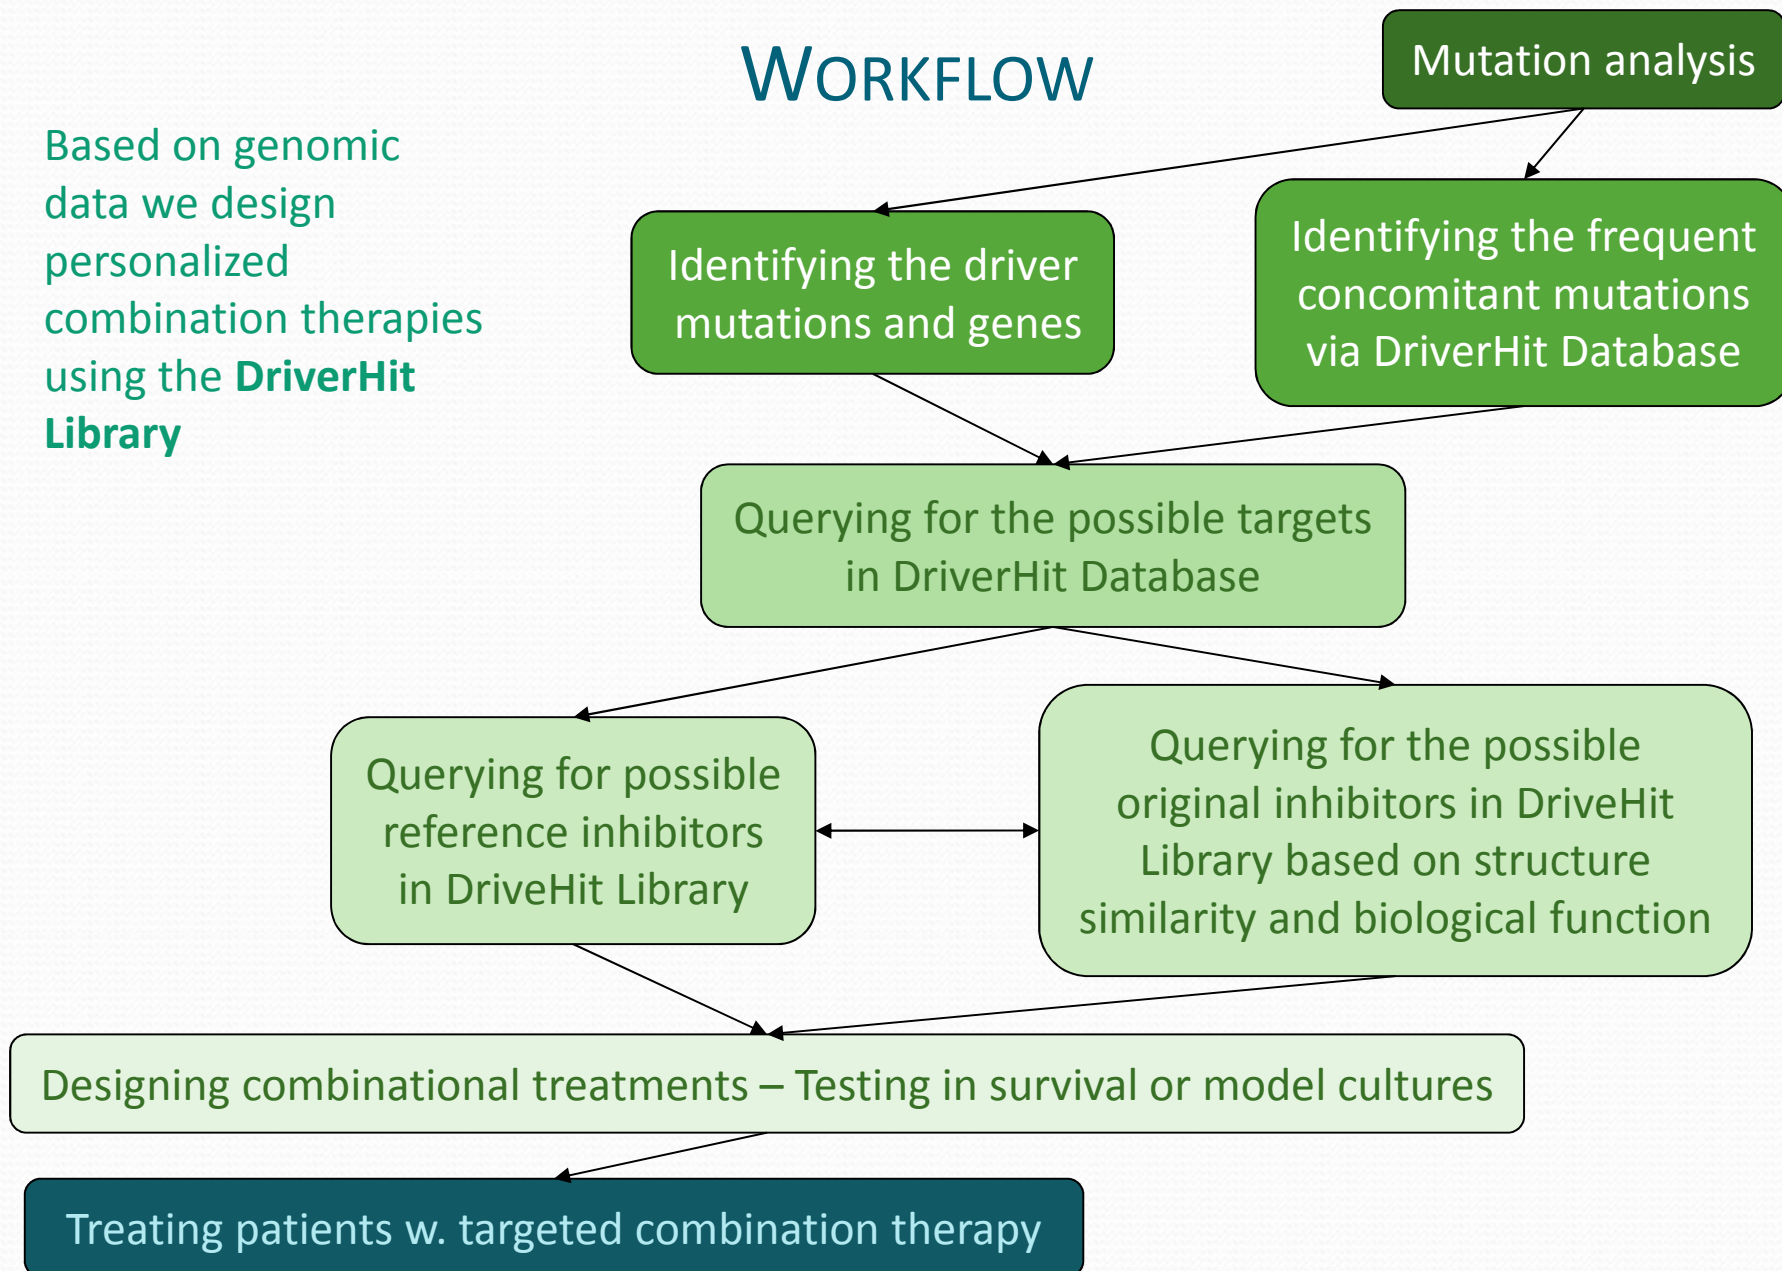 WORKFLOW
Mutation analysis
Based on genomic
data we design
personalized
combination therapies
using the DriverHit
Library
Identifying the driver
mutations and genes
Identifying the frequent
concomitant mutations
via DriverHit Database
Querying for the possible targets
in DriverHit Database
Querying for possible
reference inhibitors
in DriveHit Library
Querying for the possible
original inhibitors in DriveHit
Library based on structure
similarity and biological function
Designing combinational treatments – Testing in survival or model cultures
Treating patients w. targeted combination therapy